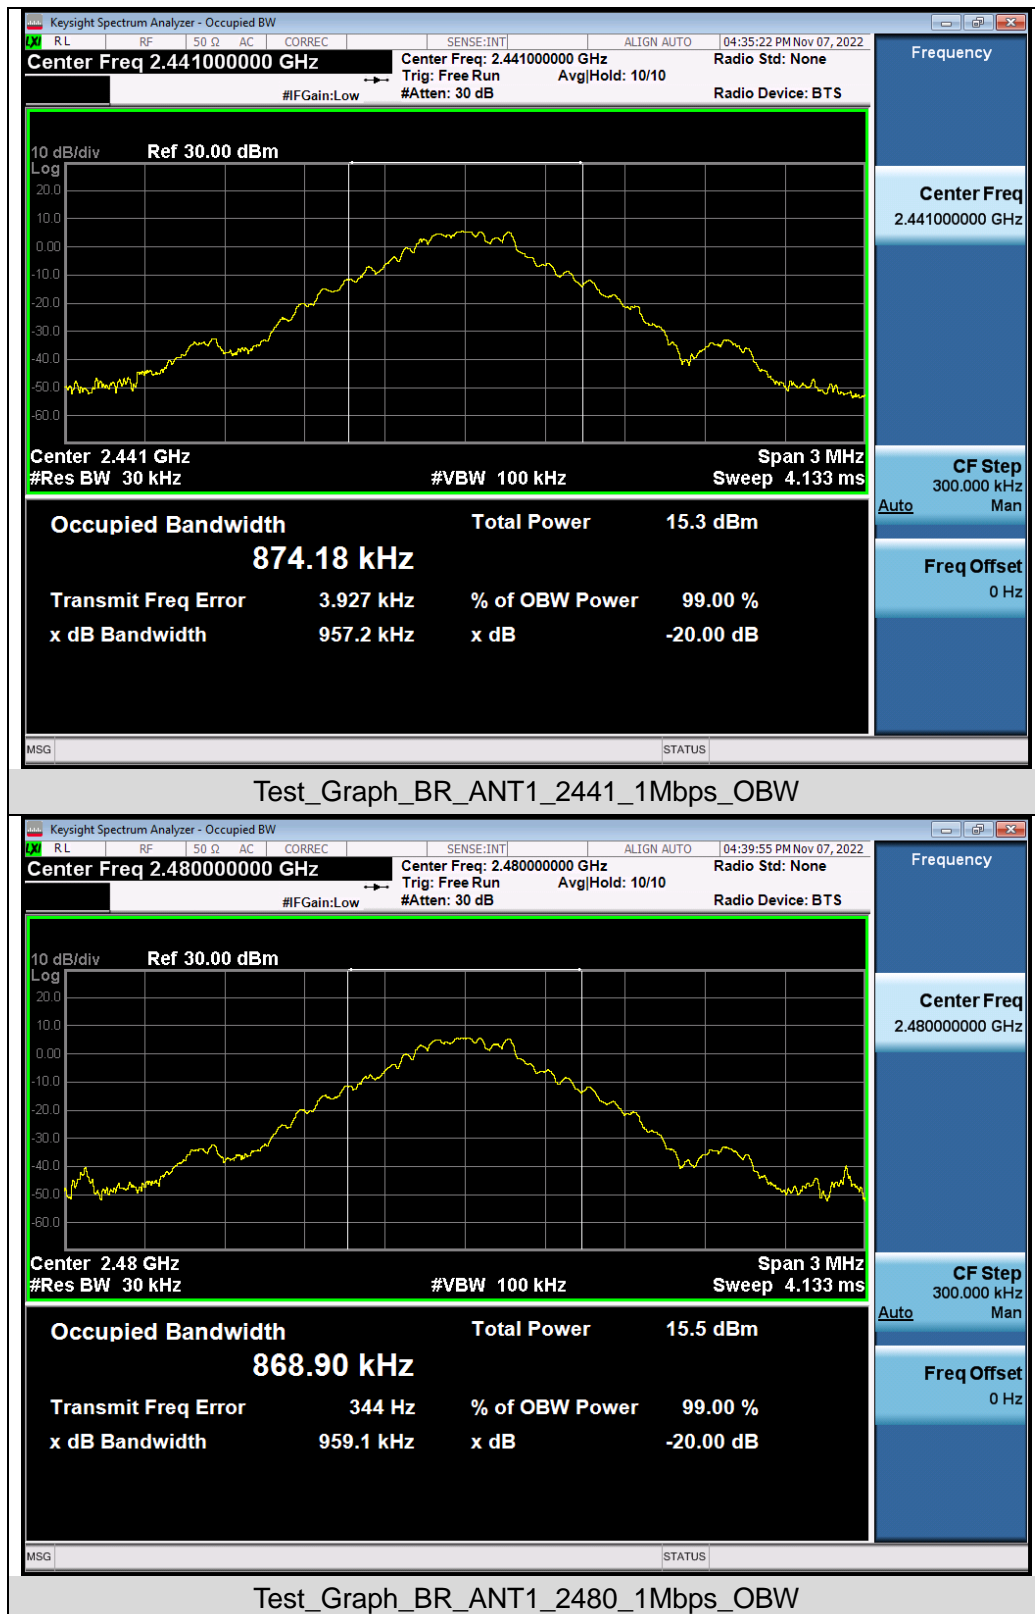 Keysight Spectrum Analyzer - Occupied BW
LXI RL RF 50 Ω AC CORREC SENSE:INT ALIGN AUTO 04:35:22 PM Nov 07, 2022
Center Freq 2.441000000 GHz
Center Freq: 2.441000000 GHz Radio Std: None
Trig: Free Run Avg|Hold: 10/10
#IFGain:Low #Atten: 30 dB Radio Device: BTS
Frequency
10 dB/div Ref 30.00 dBm
Log
20.0
10.0
0.00
-10.0
-20.0
-30.0
-40.0
-50.0
-60.0
Center Freq
2.441000000 GHz
Center 2.441 GHz Span 3 MHz
#Res BW 30 kHz #VBW 100 kHz Sweep 4.133 ms
CF Step
300.000 kHz
Auto Man
Occupied Bandwidth Total Power 15.3 dBm
874.18 kHz
Transmit Freq Error 3.927 kHz % of OBW Power 99.00 %
x dB Bandwidth 957.2 kHz x dB -20.00 dB
Freq Offset
0 Hz
MSG STATUS
Test_Graph_BR_ANT1_2441_1Mbps_OBW
Keysight Spectrum Analyzer - Occupied BW
LXI RL RF 50 Ω AC CORREC SENSE:INT ALIGN AUTO 04:39:55 PM Nov 07, 2022
Center Freq 2.480000000 GHz
Center Freq: 2.480000000 GHz Radio Std: None
Trig: Free Run Avg|Hold: 10/10
#IFGain:Low #Atten: 30 dB Radio Device: BTS
Frequency
10 dB/div Ref 30.00 dBm
Log
20.0
10.0
0.00
-10.0
-20.0
-30.0
-40.0
-50.0
-60.0
Center Freq
2.480000000 GHz
Center 2.48 GHz Span 3 MHz
#Res BW 30 kHz #VBW 100 kHz Sweep 4.133 ms
CF Step
300.000 kHz
Auto Man
Occupied Bandwidth Total Power 15.5 dBm
868.90 kHz
Transmit Freq Error 344 Hz % of OBW Power 99.00 %
x dB Bandwidth 959.1 kHz x dB -20.00 dB
Freq Offset
0 Hz
MSG STATUS
Test_Graph_BR_ANT1_2480_1Mbps_OBW